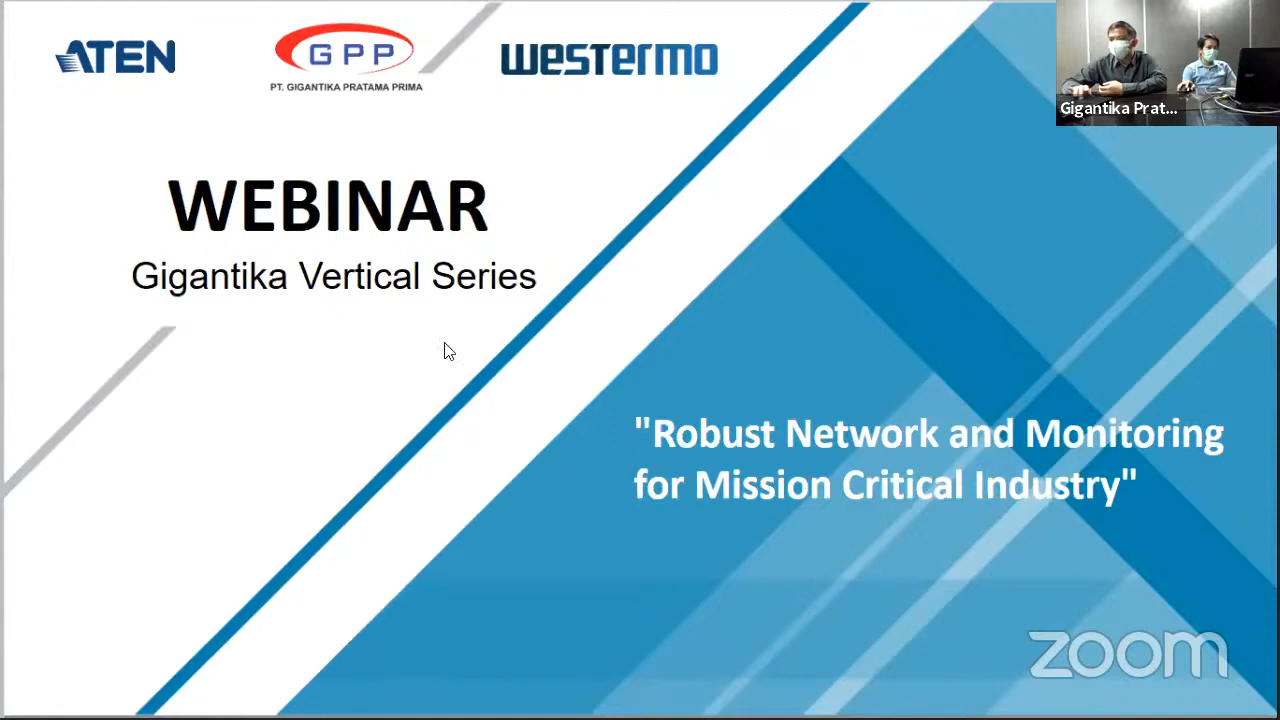 ATEN
GPP
PT. GIGANTIKA PRATAMA PRIMA
westermo
Gigantika Prat...
WEBINAR
Gigantika Vertical Series
"Robust Network and Monitoring
for Mission Critical Industry"
zoom